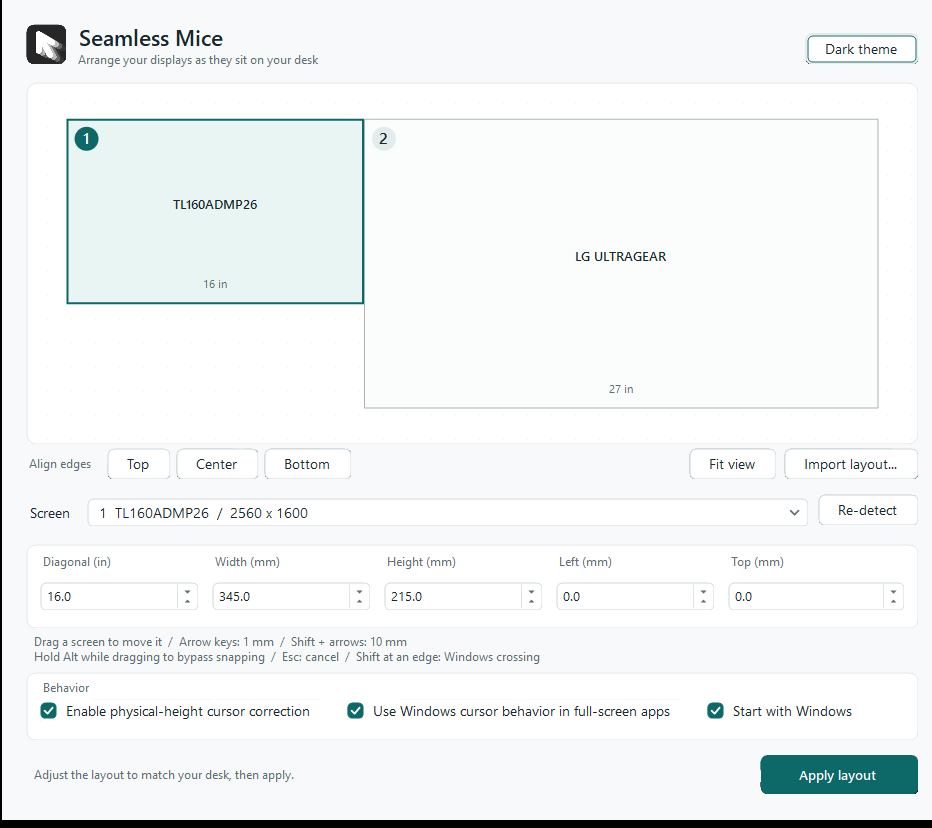 Seamless Mice
Arrange your displays as they sit on your desk
Dark theme
1
TL160ADMP26
16 in
2
LG ULTRAGEAR
27 in
Align edges Top Center Bottom Fit view Import layout...
Screen 1 TL160ADMP26 / 2560 x 1600 Re-detect
Diagonal (in) Width (mm) Height (mm) Left (mm) Top (mm)
16.0 345.0 215.0 0.0 0.0
Drag a screen to move it / Arrow keys: 1 mm / Shift + arrows: 10 mm
Hold Alt while dragging to bypass snapping / Esc: cancel / Shift at an edge: Windows crossing
Behavior
Enable physical-height cursor correction Use Windows cursor behavior in full-screen apps Start with Windows
Adjust the layout to match your desk, then apply. Apply layout